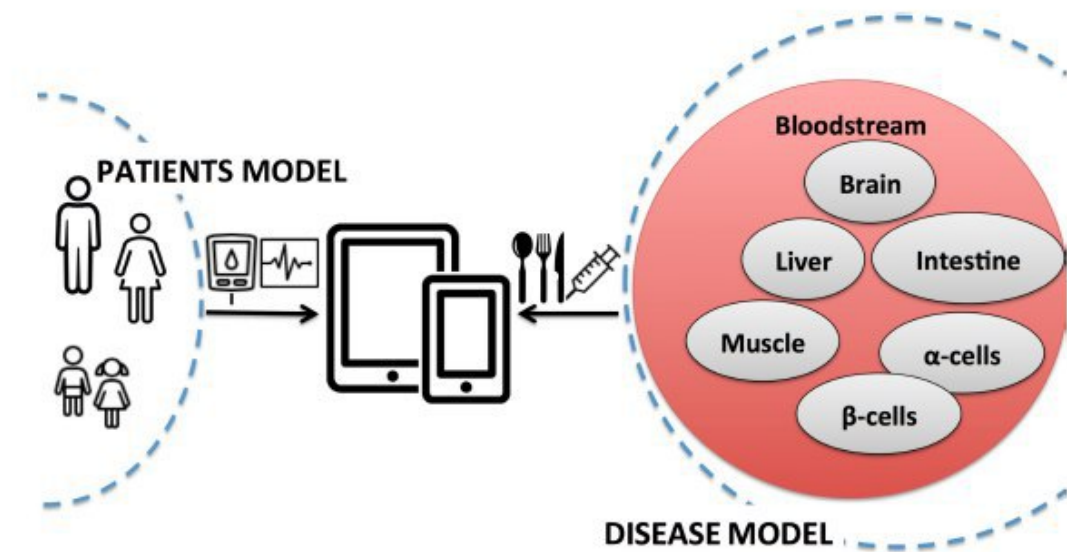 PATIENTS MODEL
Bloodstream
Brain
Liver
Intestine
Muscle
α-cells
β-cells
DISEASE MODEL